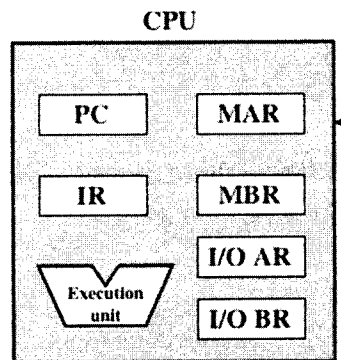 CPU
PC
MAR
IR
MBR
I/O AR
Execution
unit
I/O BR